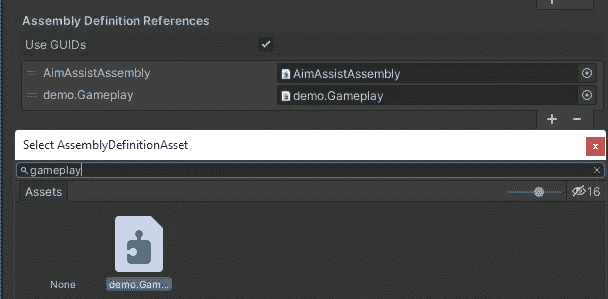 Assembly Definition References
Use GUIDs
AimAssistAssembly AimAssistAssembly
demo.Gameplay demo.Gameplay
Select AssemblyDefinitionAsset x
gameplay
Assets 16
None demo.Gam...